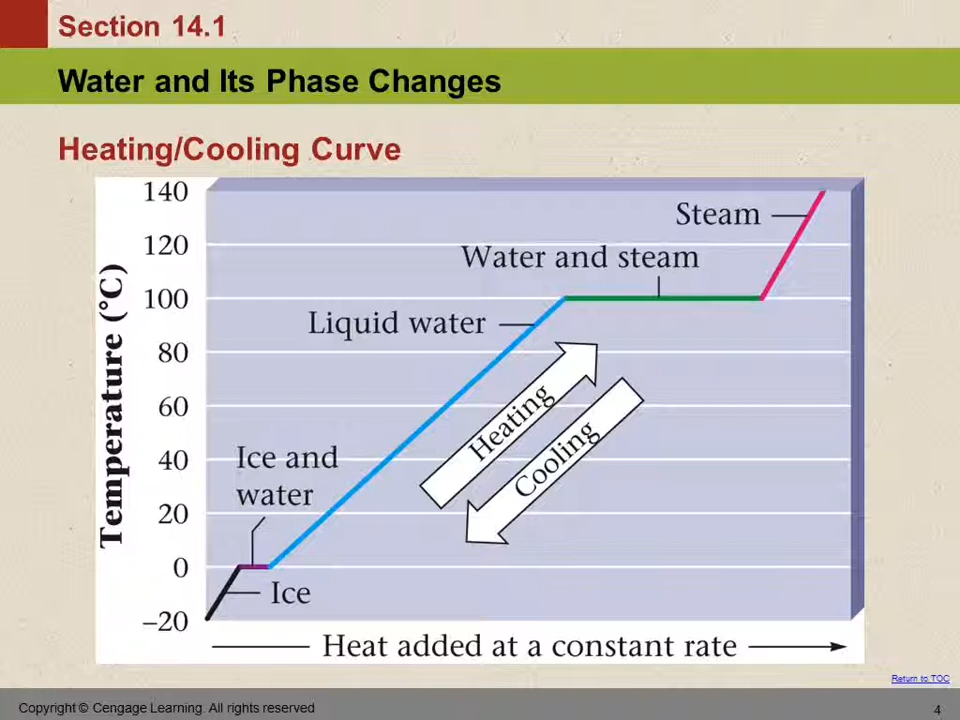 Section 14.1
Water and Its Phase Changes
Heating/Cooling Curve
140
120
100
80
60
40
20
0
–20
Temperature (°C)
Steam
Water and steam
Liquid water
Heating
Cooling
Ice and
water
Ice
Heat added at a constant rate
Return to TOC
Copyright © Cengage Learning. All rights reserved
4